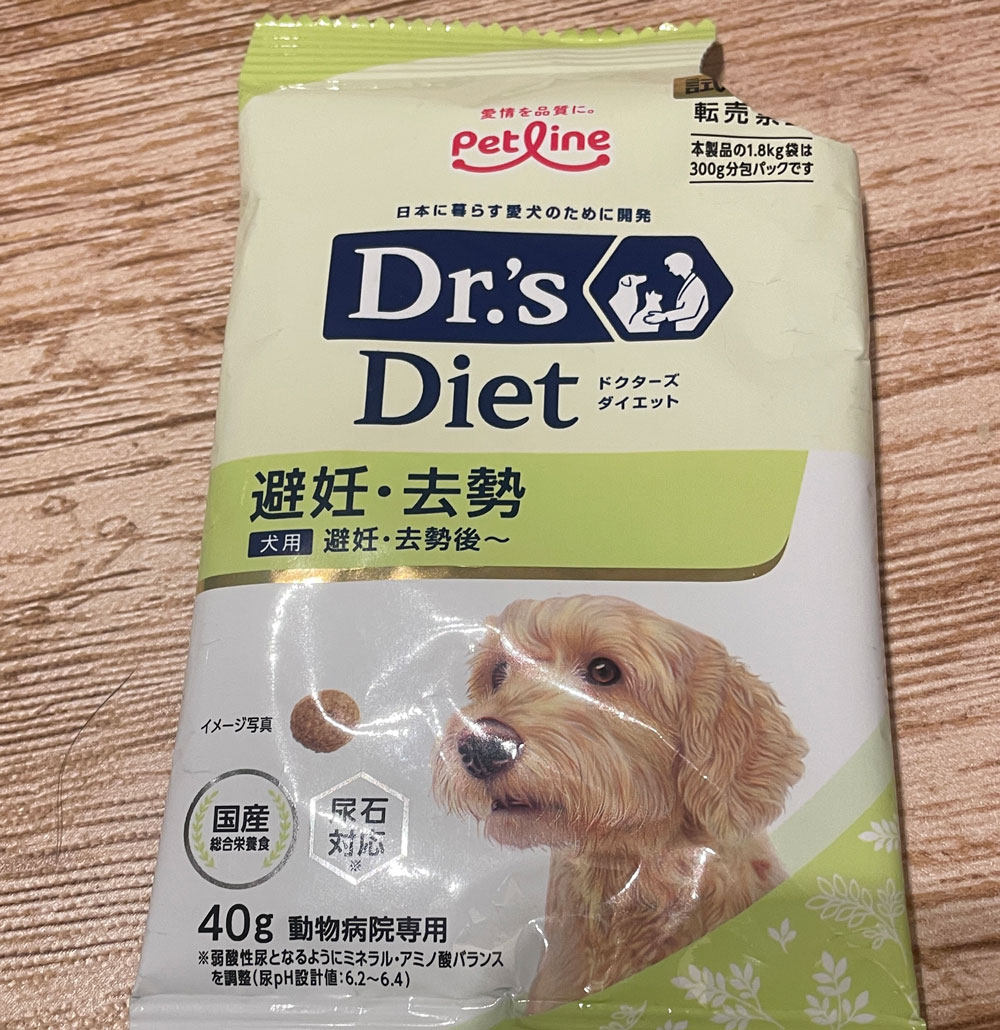 愛情を品質に。
petline
転売
本製品の1.8kg袋は
300g分包パックです
日本に暮らす愛犬のために開発
Dr.'s
Diet
ドクターズ
ダイエット
避妊・去勢
犬用 避妊・去勢後～
イメージ写真
国産
総合栄養食
尿石
対応
※
40g 動物病院専用
※弱酸性尿となるようにミネラル・アミノ酸バランス
を調整(尿pH設計値:6.2～6.4)